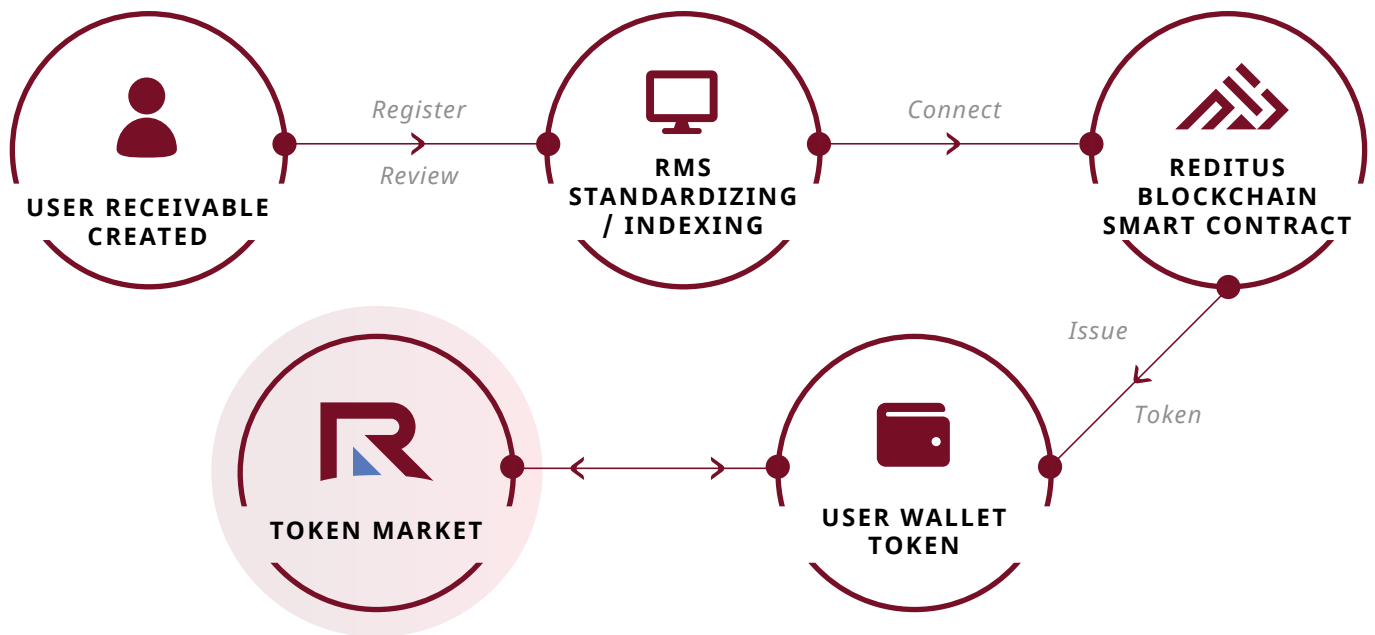 Register
Review
Connect
USER RECEIVABLE
CREATED
RMS
STANDARDIZING
/ INDEXING
REDITUS
BLOCKCHAIN
SMART CONTRACT
Issue
Token
TOKEN MARKET
USER WALLET
TOKEN